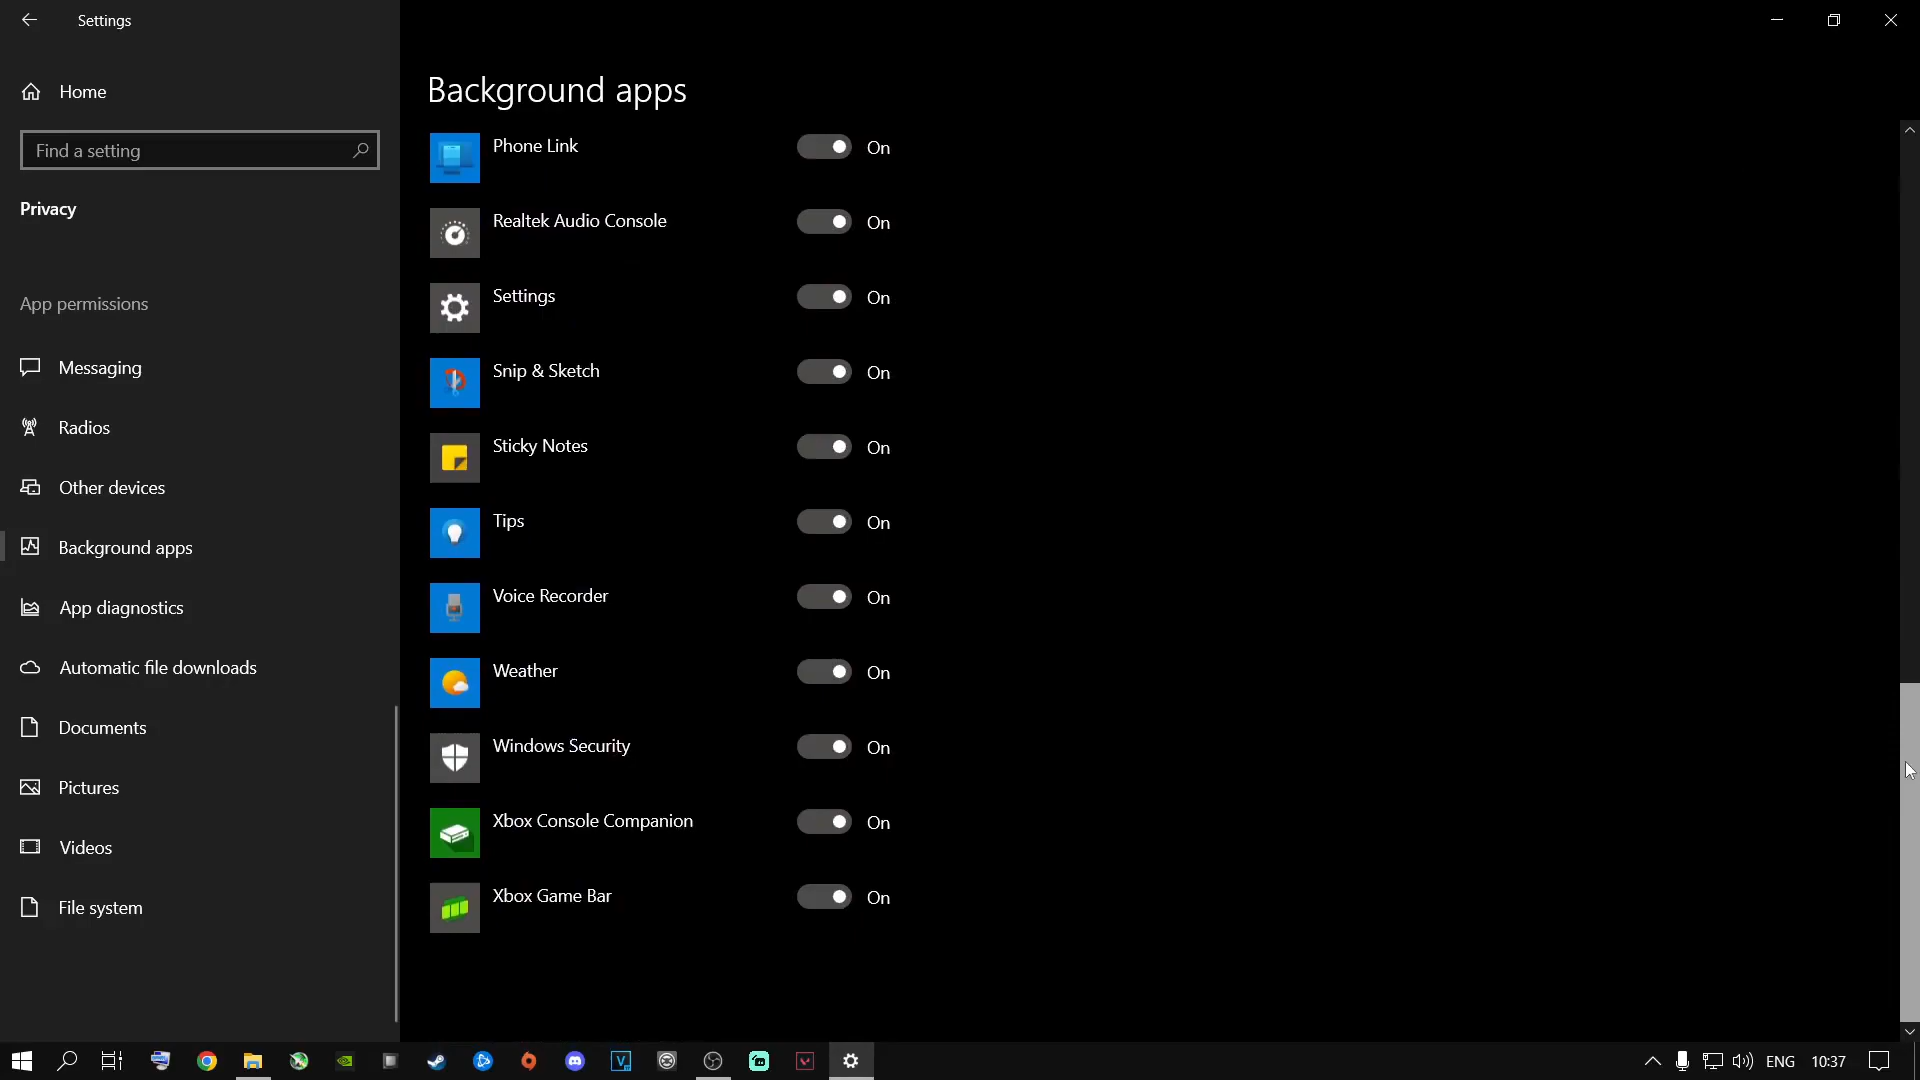 Settings
Home
Find a setting
Privacy
App permissions
Messaging
Radios
Other devices
Background apps
App diagnostics
Automatic file downloads
Documents
Pictures
Videos
File system
Background apps
Phone Link On
Realtek Audio Console On
Settings On
Snip & Sketch On
Sticky Notes On
Tips On
Voice Recorder On
Weather On
Windows Security On
Xbox Console Companion On
Xbox Game Bar On
ENG 10:37